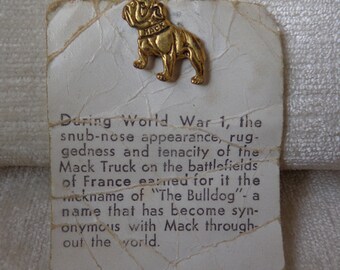 MACK
During World War 1, the
snub-nose appearance, rug-
gedness and tenacity of the
Mack Truck on the battlefields
of France earned for it the
nickname of "The Bulldog"- a
name that has become syn-
onymous with Mack through-
out the world.